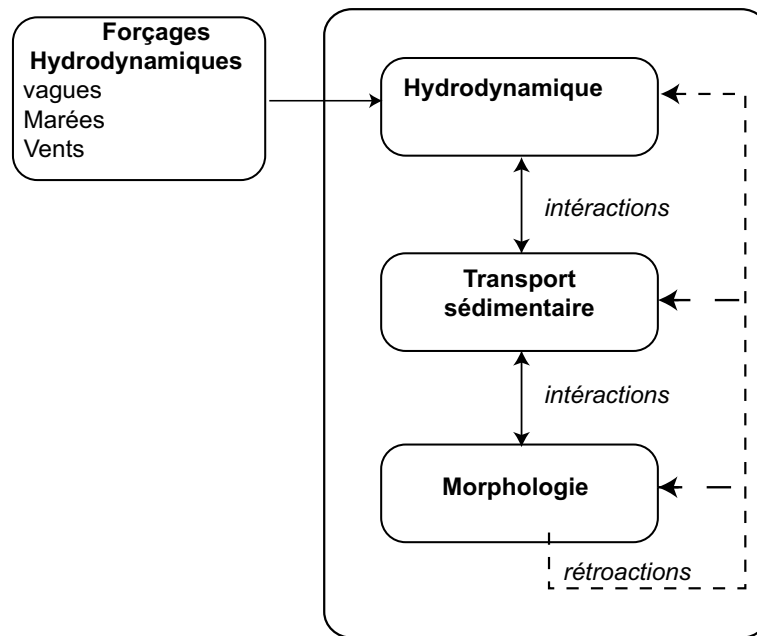 Forçages
Hydrodynamiques
vagues
Marées
Vents
Hydrodynamique
intéractions
Transport
sédimentaire
intéractions
Morphologie
rétroactions